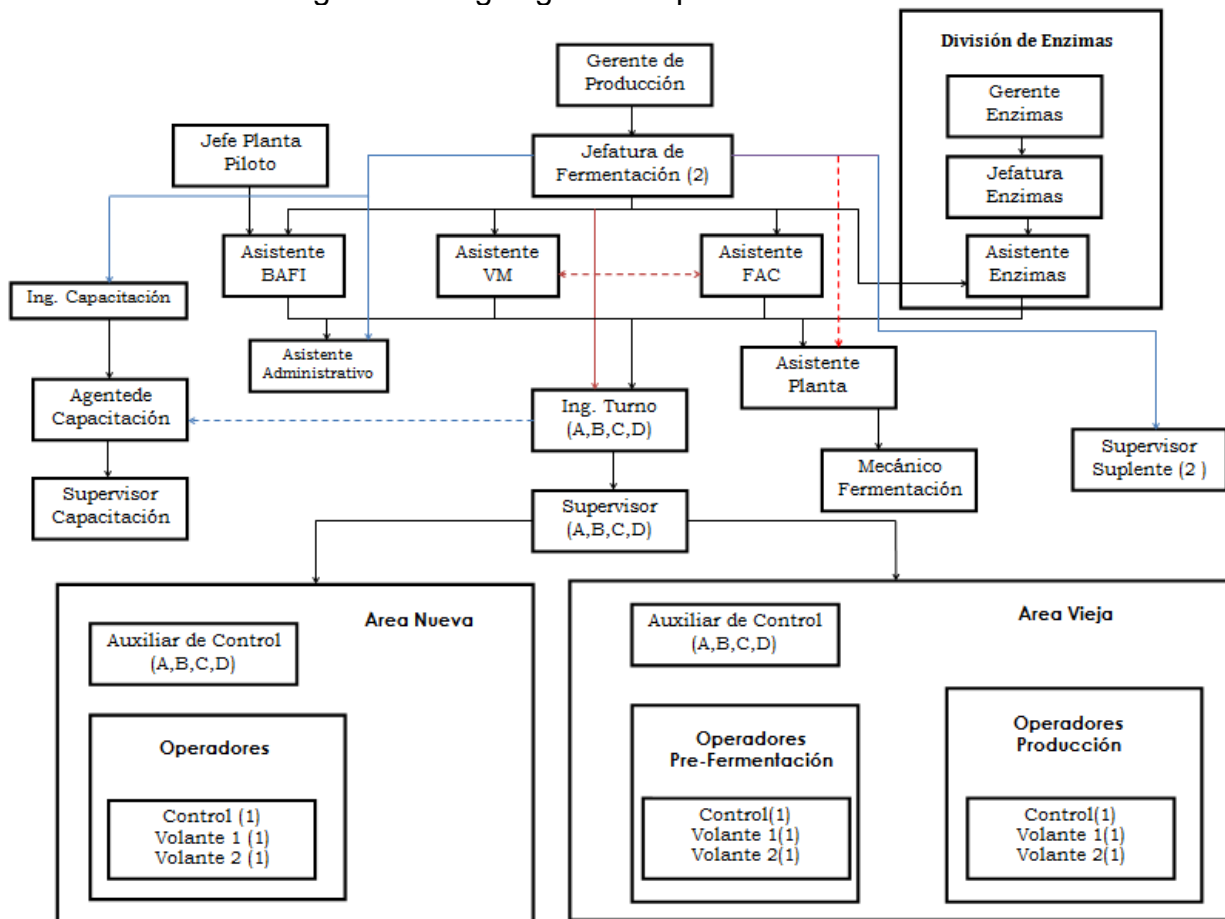 División de Enzimas
Gerente de
Producción
Gerente
Enzimas
Jefe Planta
Piloto
Jefatura de
Fermentación (2)
Jefatura
Enzimas
Asistente
BAFI
Asistente
VM
Asistente
FAC
Asistente
Enzimas
Ing. Capacitación
Asistente
Administrativo
Asistente
Planta
Agentede
Capacitación
Ing. Turno
(A,B,C,D)
Supervisor
Suplente (2 )
Mecánico
Fermentación
Supervisor
Capacitación
Supervisor
(A,B,C,D)
Area Nueva
Auxiliar de Control
(A,B,C,D)
Operadores
Control (1)
Volante 1 (1)
Volante 2 (1)
Area Vieja
Auxiliar de Control
(A,B,C,D)
Operadores
Pre-Fermentación
Control(1)
Volante 1(1)
Volante 2(1)
Operadores
Producción
Control(1)
Volante 1(1)
Volante 2(1)